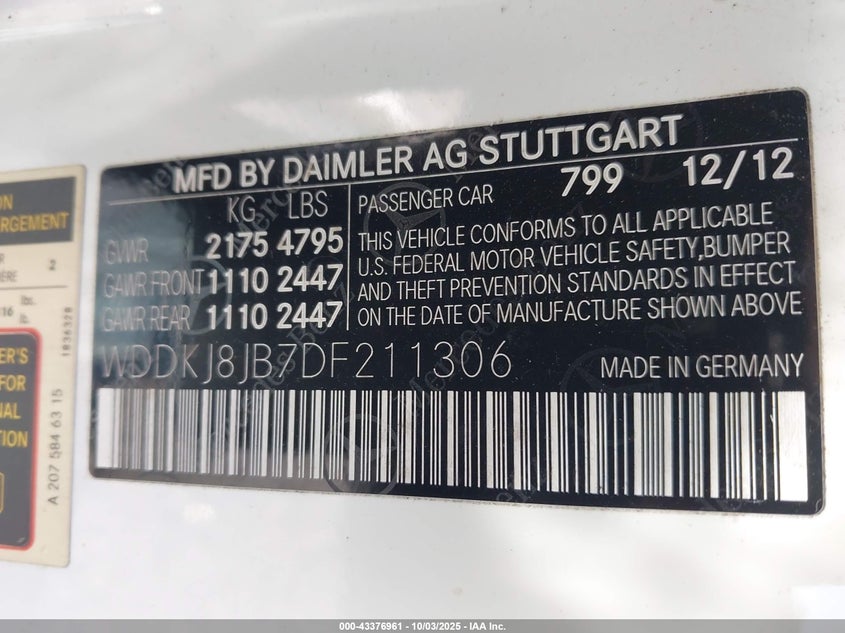 MFD BY DAIMLER AG STUTTGART
KG LBS
GVWR 2175 4795
GAWR FRONT 1110 2447
GAWR REAR 1110 2447
PASSENGER CAR 799 12/12
THIS VEHICLE CONFORMS TO ALL APPLICABLE
U.S. FEDERAL MOTOR VEHICLE SAFETY,BUMPER
AND THEFT PREVENTION STANDARDS IN EFFECT
ON THE DATE OF MANUFACTURE SHOWN ABOVE
WDDKJ8JB7DF211306 MADE IN GERMANY
A 207 584 63 15
1836328
000-43376961 - 10/03/2025 - IAA Inc.